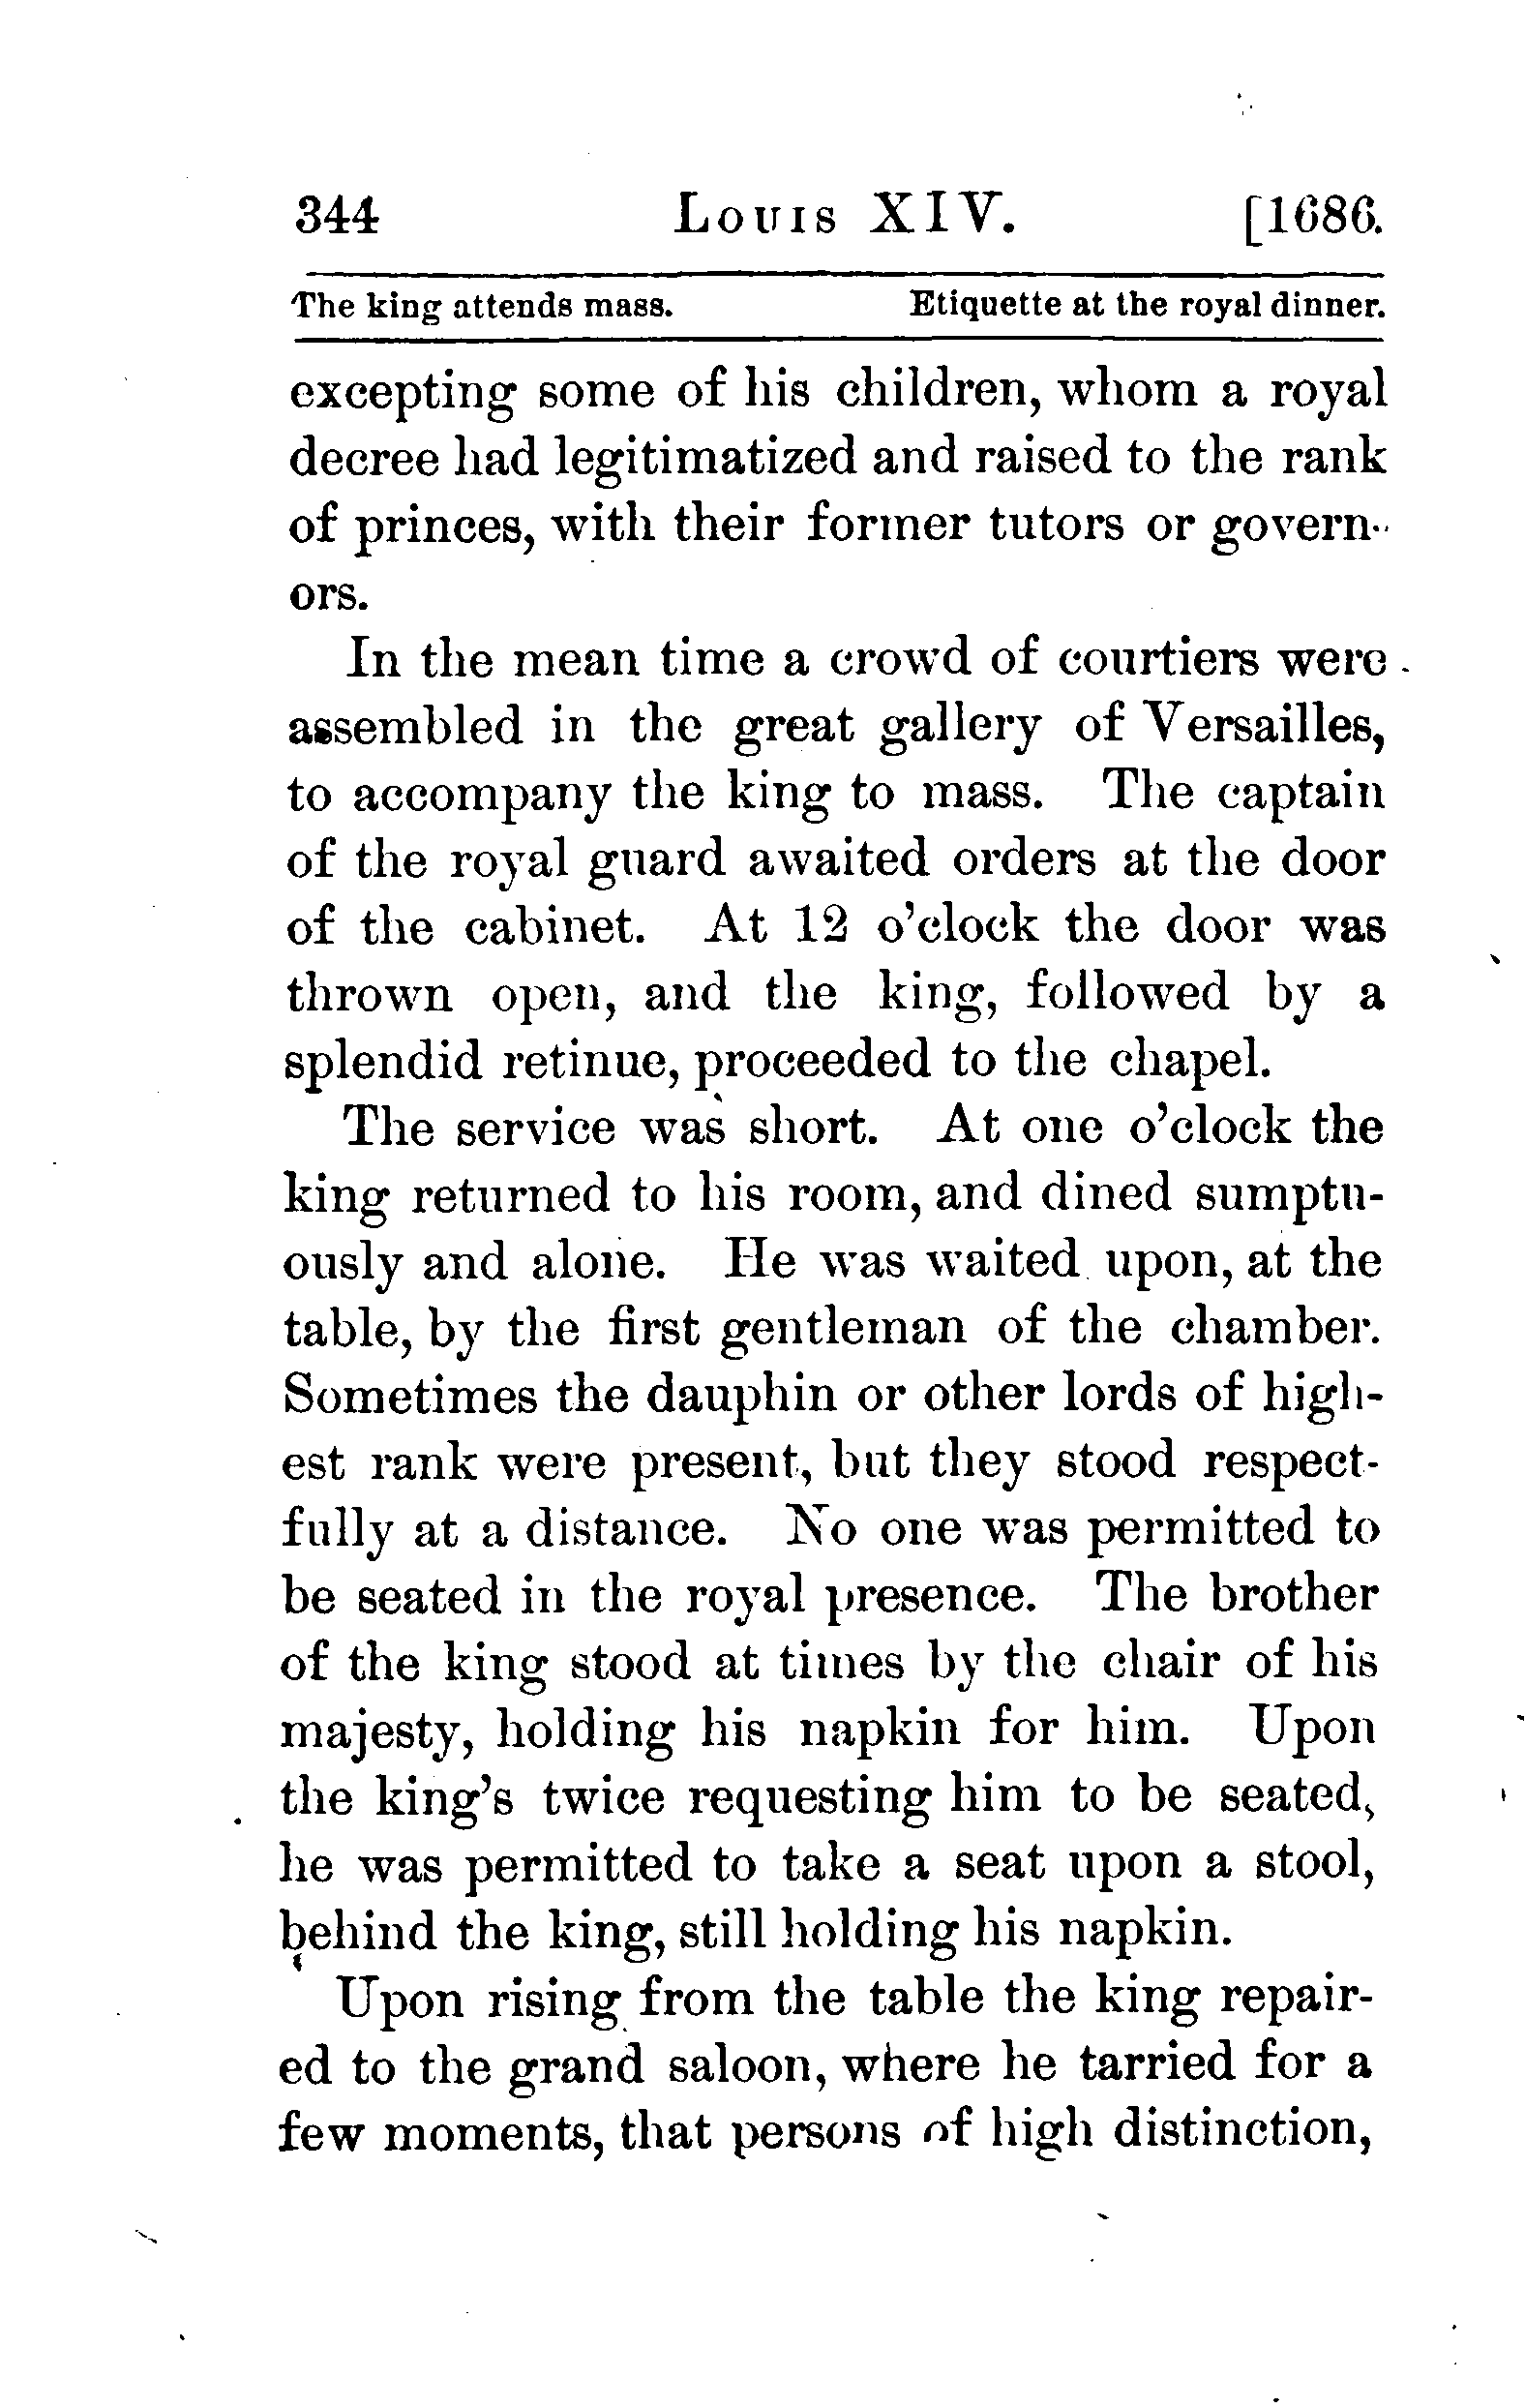 344 Louis XIV. [1686.
The king attends mass. Etiquette at the royal dinner.
excepting some of his children, whom a royal
decree had legitimatized and raised to the rank
of princes, with their former tutors or govern-
ors.
In the mean time a crowd of courtiers were
assembled in the great gallery of Versailles,
to accompany the king to mass. The captain
of the royal guard awaited orders at the door
of the cabinet. At 12 o'clock the door was
thrown open, and the king, followed by a
splendid retinue, proceeded to the chapel.
The service was short. At one o'clock the
king returned to his room, and dined sumptu-
ously and alone. He was waited upon, at the
table, by the first gentleman of the chamber.
Sometimes the dauphin or other lords of high-
est rank were present, but they stood respect-
fully at a distance. No one was permitted to
be seated in the royal presence. The brother
of the king stood at times by the chair of his
majesty, holding his napkin for him. Upon
the king's twice requesting him to be seated,
he was permitted to take a seat upon a stool,
behind the king, still holding his napkin.
Upon rising from the table the king repair-
ed to the grand saloon, where he tarried for a
few moments, that persons of high distinction,